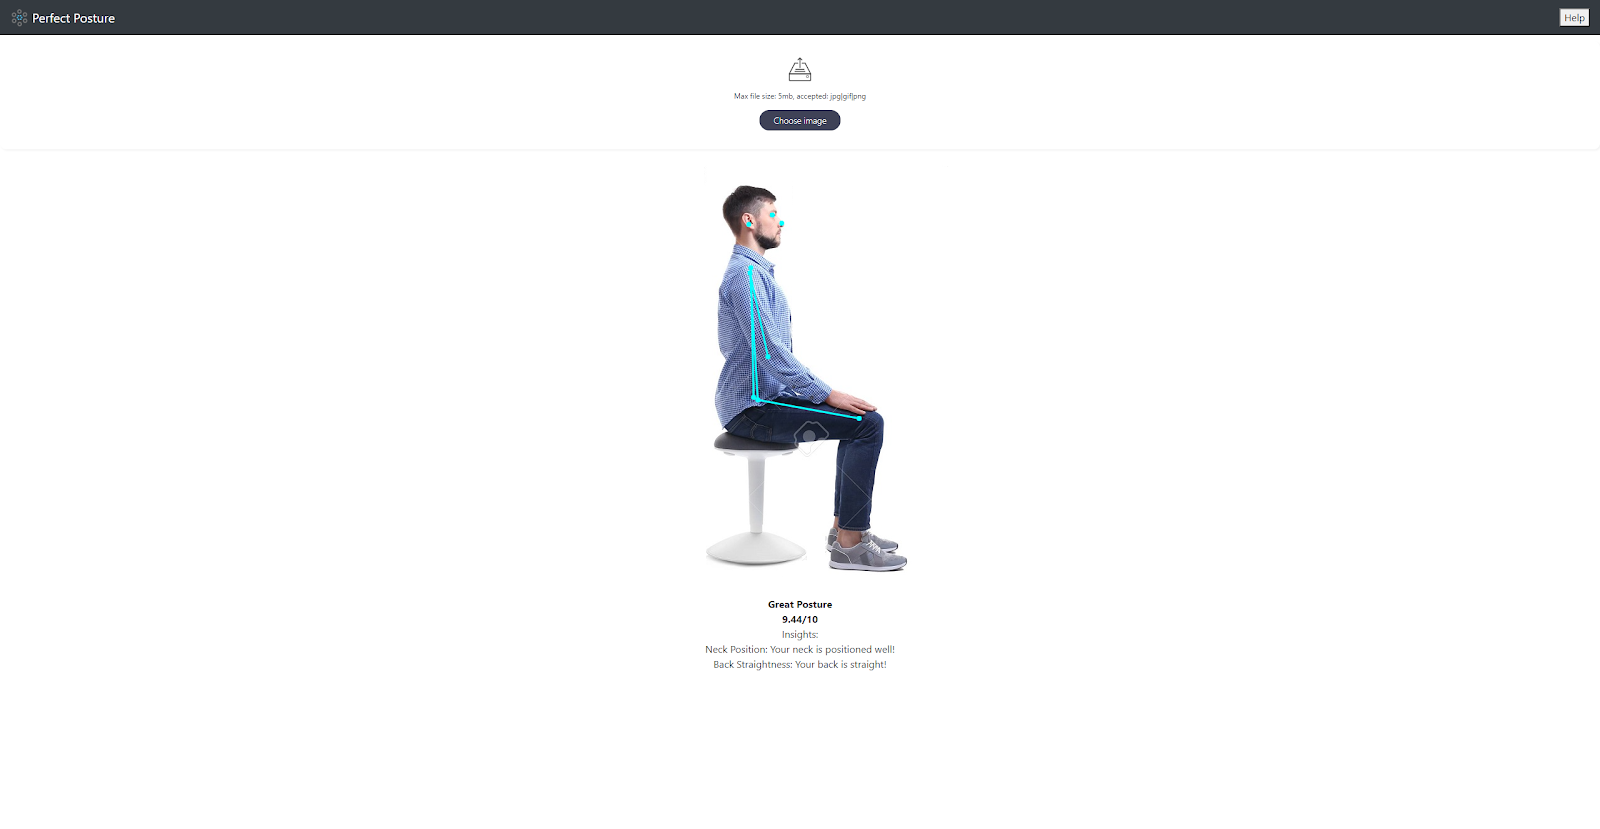 Perfect Posture
Help
Max file size: 5mb, accepted: jpg|gif|png
Choose image
Great Posture
9.44/10
Insights:
Neck Position: Your neck is positioned well!
Back Straightness: Your back is straight!